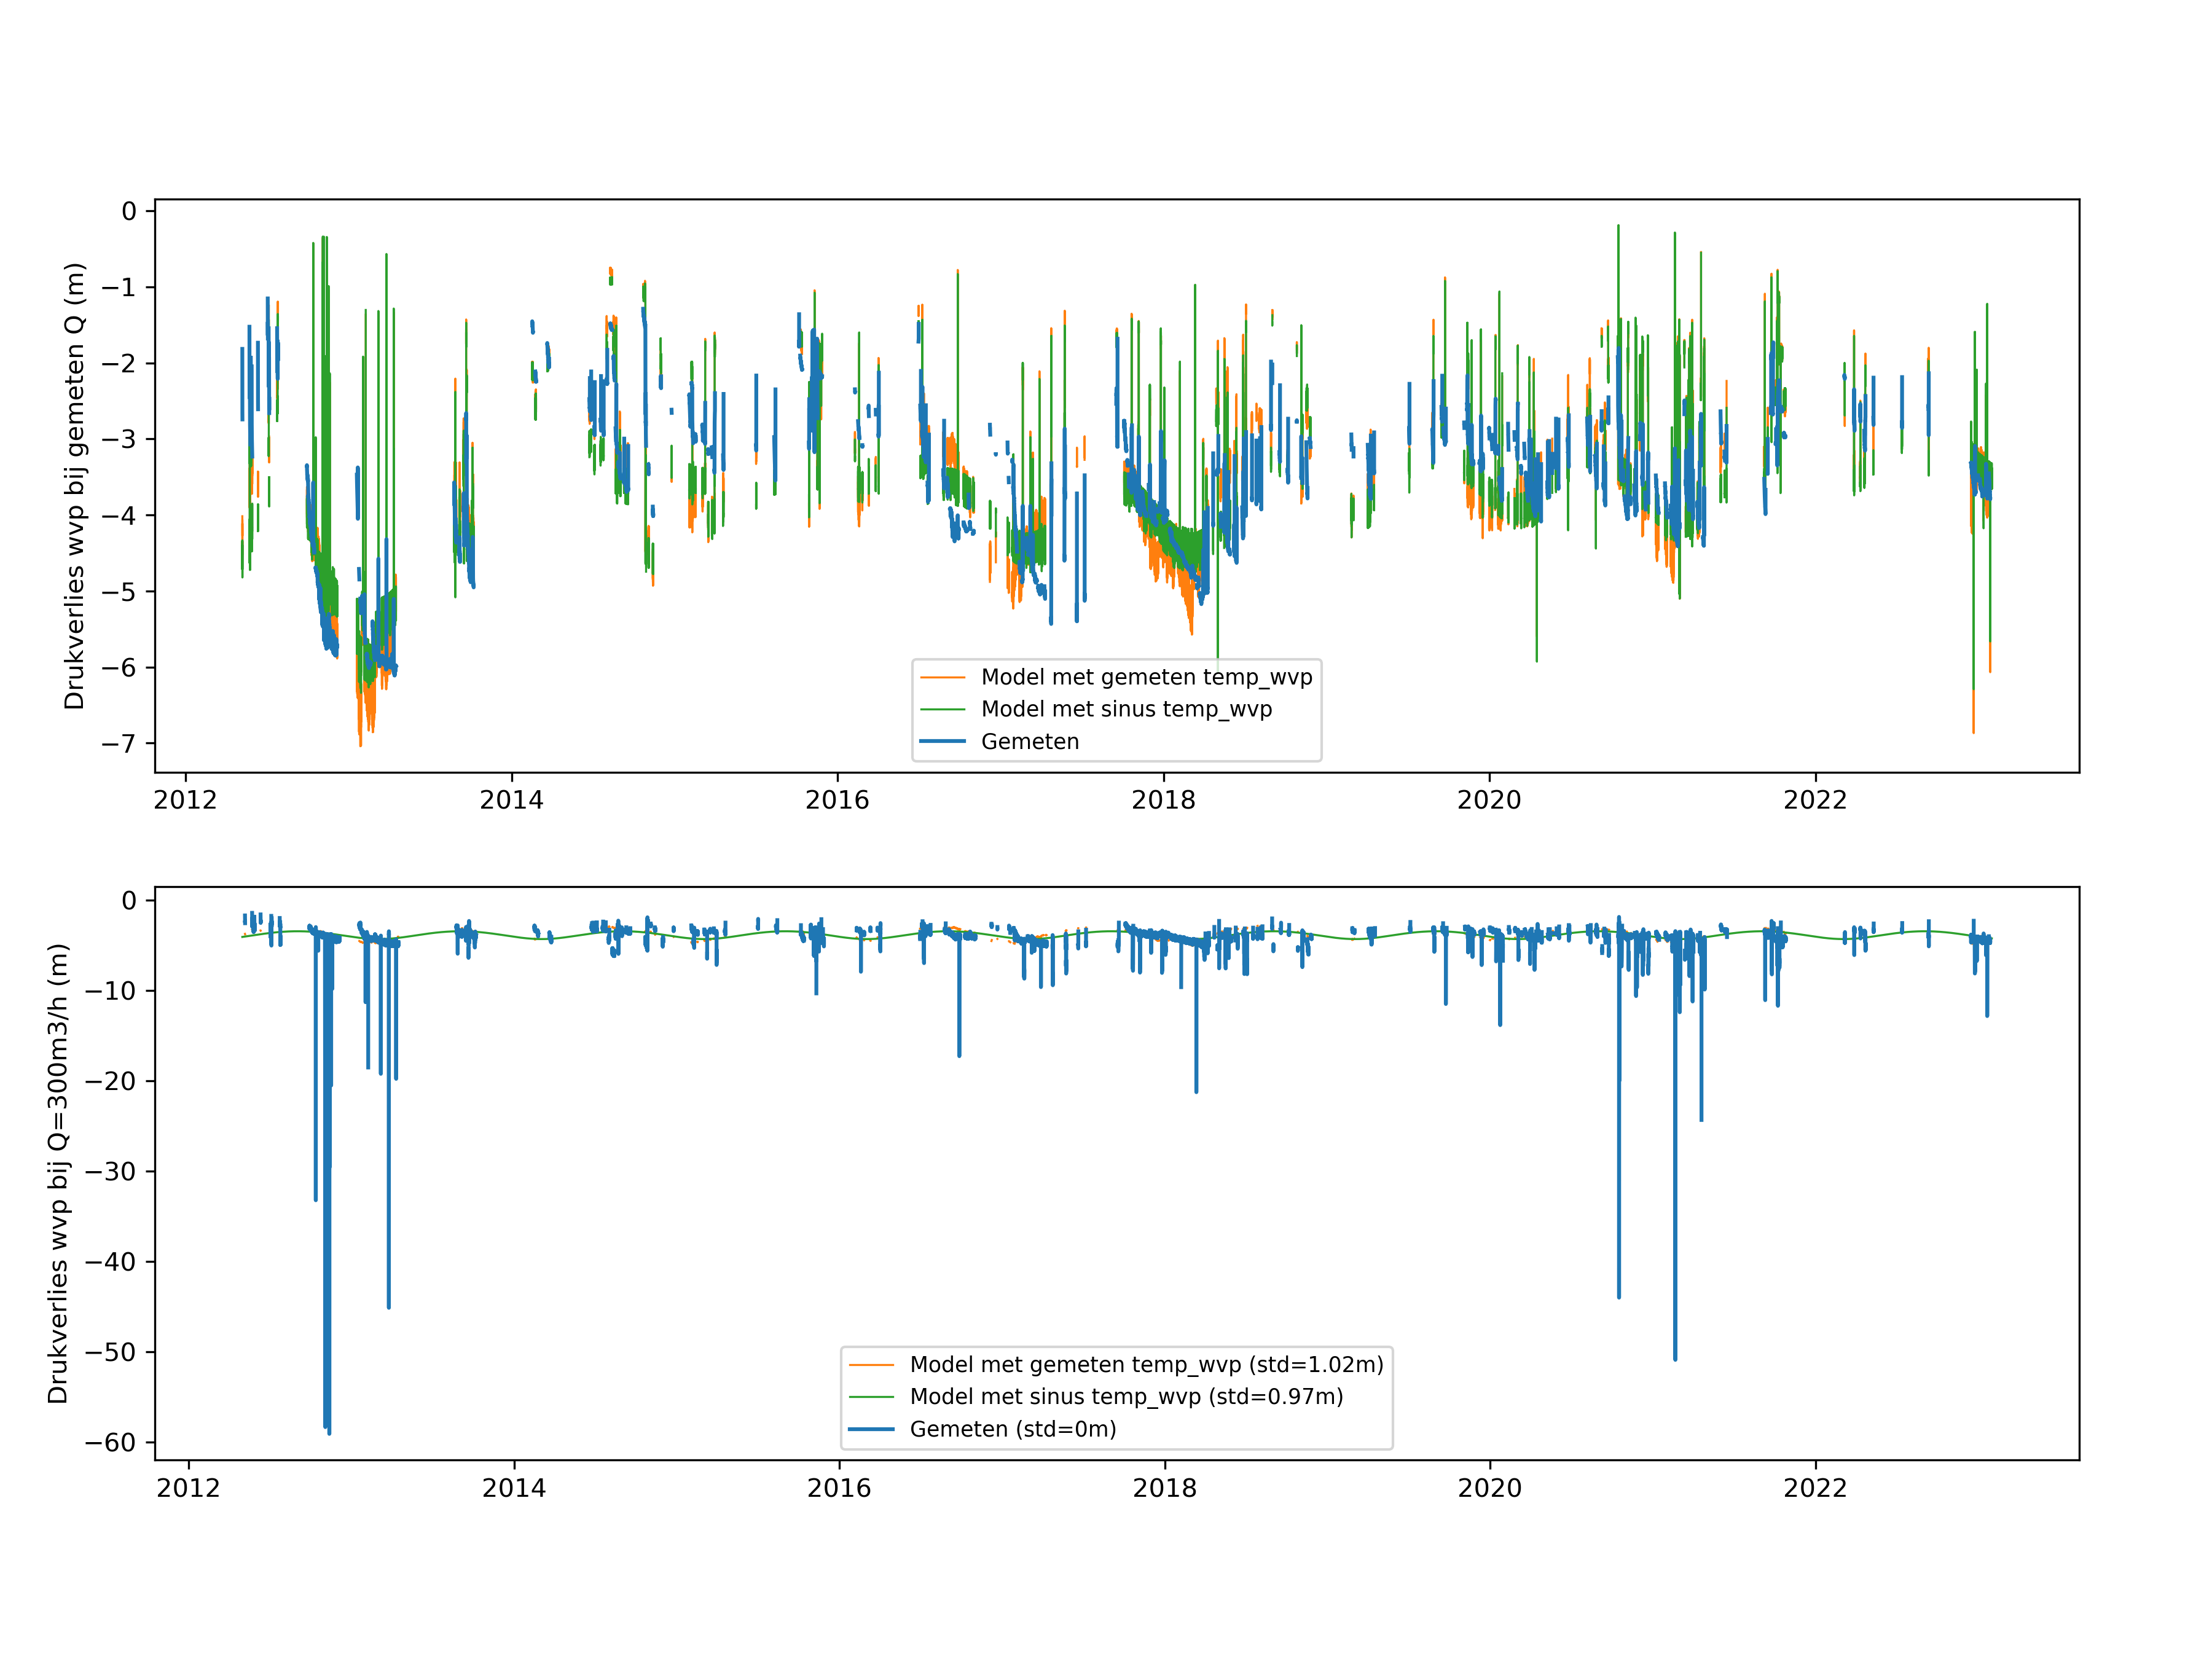 Drukverlies wvp bij gemeten Q (m)
0
−1
−2
−3
−4
−5
−6
−7
Model met gemeten temp_wvp
Model met sinus temp_wvp
Gemeten
2012 2014 2016 2018 2020 2022
Drukverlies wvp bij Q=300m3/h (m)
0
−10
−20
−30
−40
−50
−60
Model met gemeten temp_wvp (std=1.02m)
Model met sinus temp_wvp (std=0.97m)
Gemeten (std=0m)
2012 2014 2016 2018 2020 2022